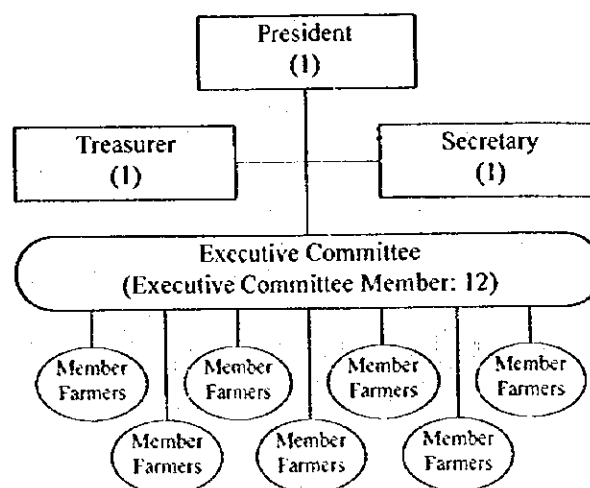 President
(1)
Treasurer
(1)
Secretary
(1)
Executive Committee
(Executive Committee Member: 12)
Member
Farmers
Member
Farmers
Member
Farmers
Member
Farmers
Member
Farmers
Member
Farmers
Member
Farmers